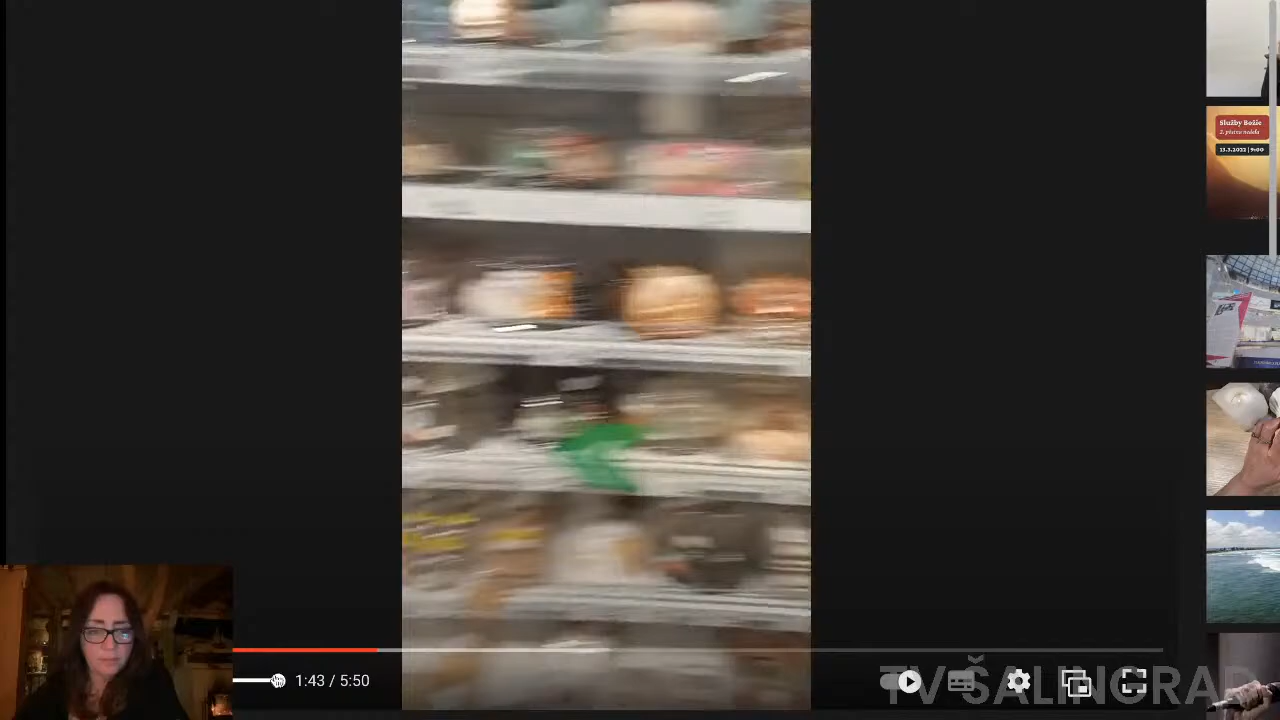 Služby Božie
2. pôstna nedeľa
13.3.2022 | 9:00
1:43 / 5:50
TV ŠALINGRAD